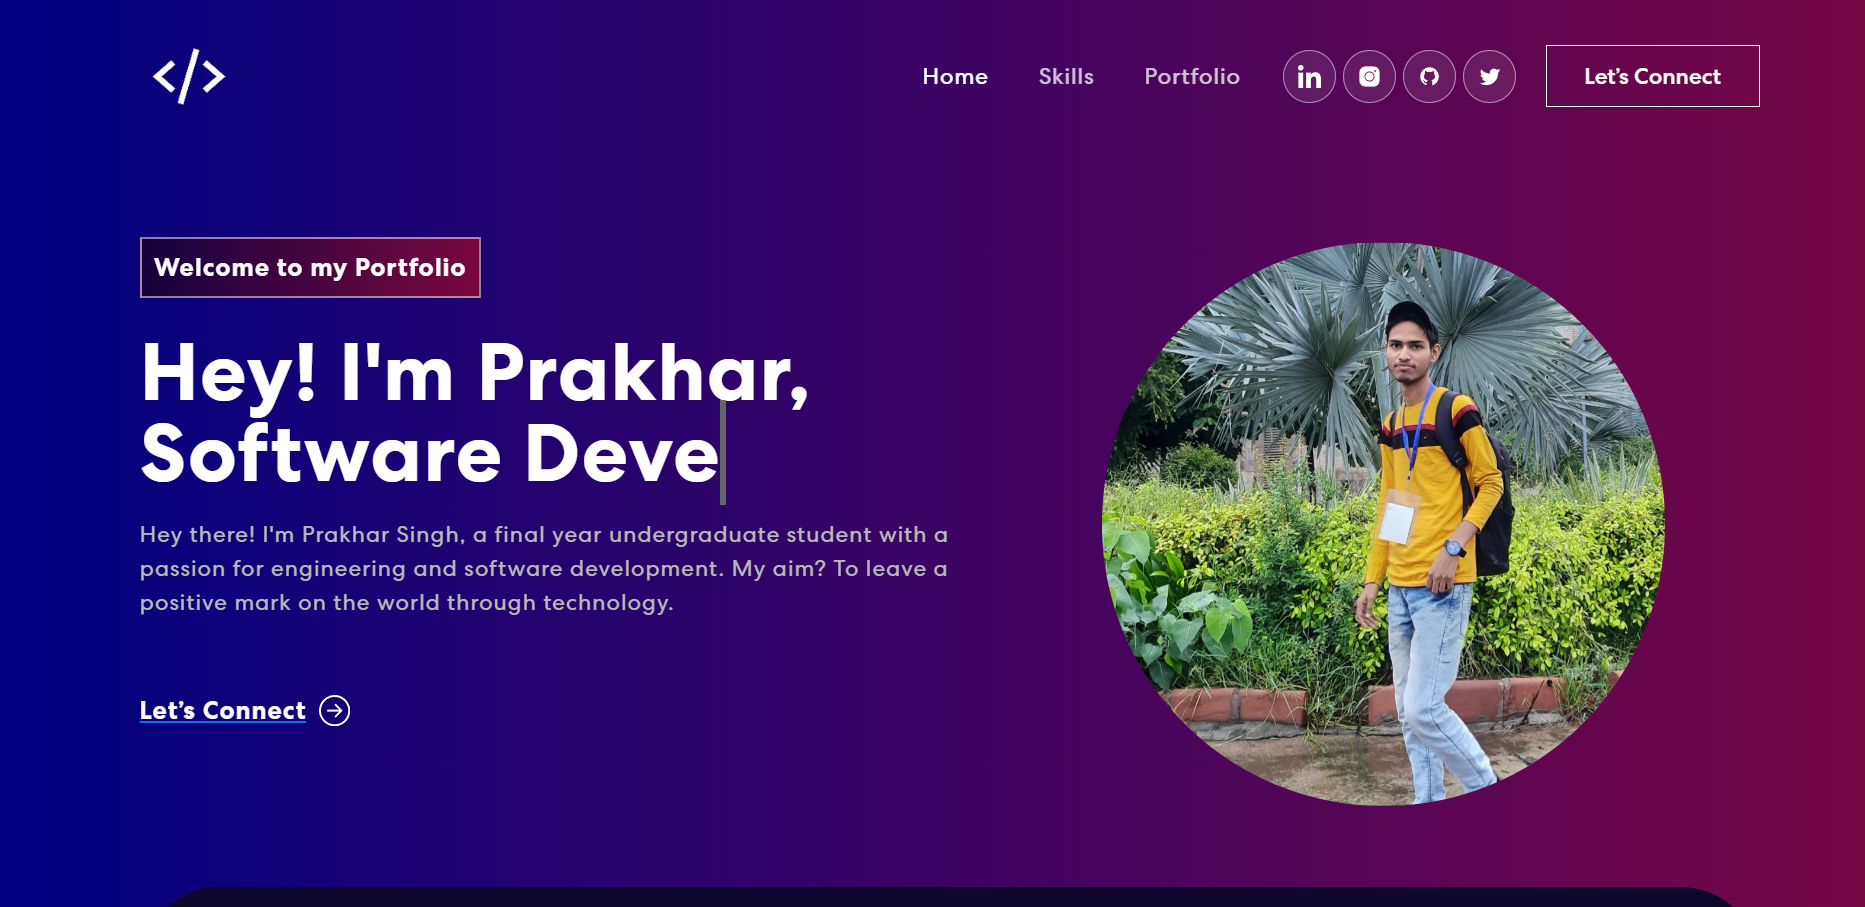 </>
Home Skills Portfolio Let's Connect
Welcome to my Portfolio
Hey! I'm Prakhar,
Software Deve
Hey there! I'm Prakhar Singh, a final year undergraduate student with a
passion for engineering and software development. My aim? To leave a
positive mark on the world through technology.
Let's Connect